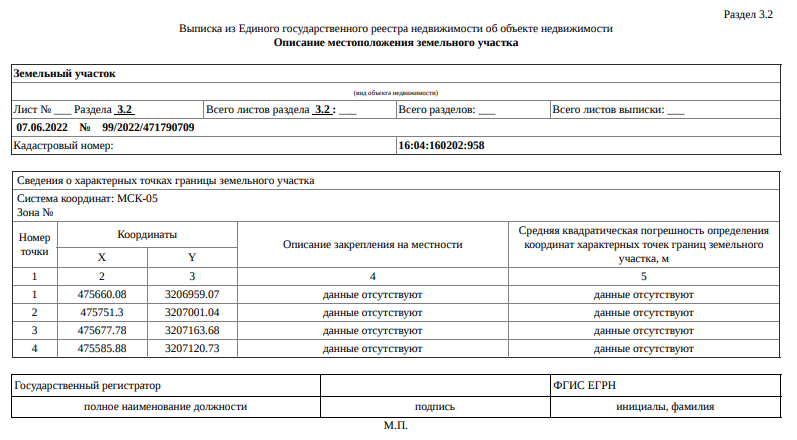 Раздел 3.2
Выписка из Единого государственного реестра недвижимости об объекте недвижимости
Описание местоположения земельного участка
Земельный участок
(вид объекта недвижимости)
Лист № ___ Раздела 3.2 Всего листов раздела 3.2 : ___ Всего разделов: ___ Всего листов выписки: ___
07.06.2022 № 99/2022/471790709
Кадастровый номер: 16:04:160202:958
Сведения о характерных точках границы земельного участка
Система координат: МСК-05
Зона №
Номер точки Координаты Описание закрепления на местности Средняя квадратическая погрешность определения координат характерных точек границ земельного участка, м
X Y
1 2 3 4 5
1 475660.08 3206959.07 данные отсутствуют данные отсутствуют
2 475751.3 3207001.04 данные отсутствуют данные отсутствуют
3 475677.78 3207163.68 данные отсутствуют данные отсутствуют
4 475585.88 3207120.73 данные отсутствуют данные отсутствуют
Государственный регистратор ФГИС ЕГРН
полное наименование должности подпись инициалы, фамилия
М.П.